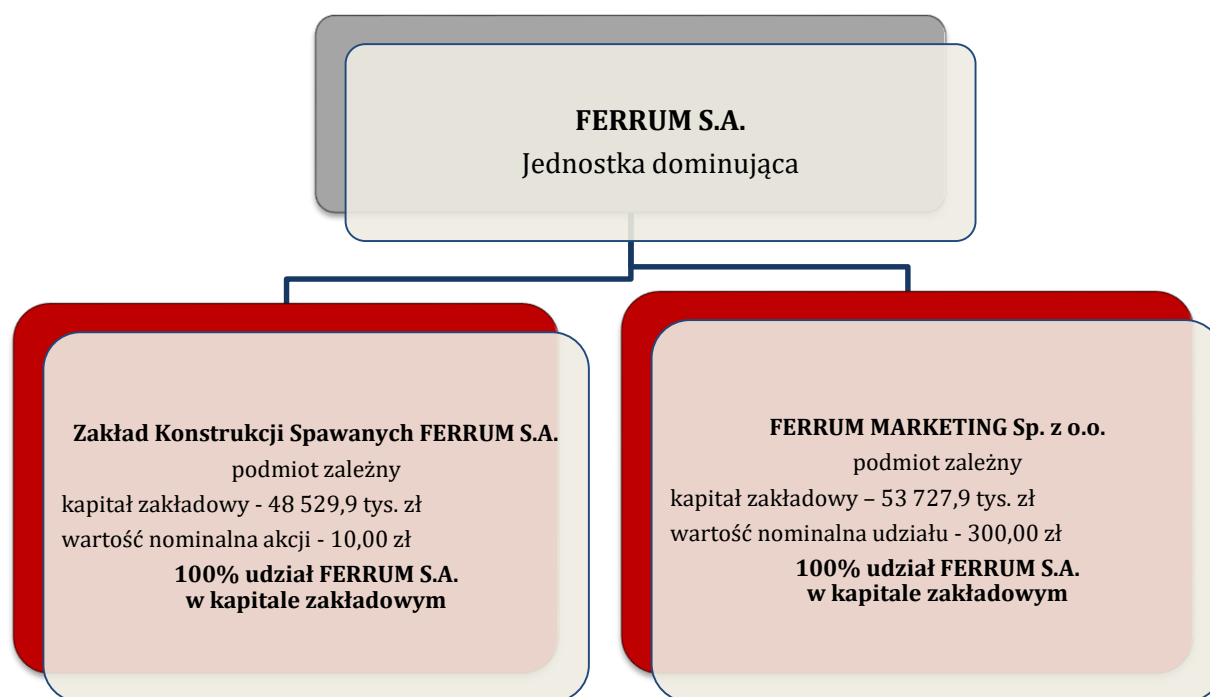 FERRUM S.A.
Jednostka dominująca
Zakład Konstrukcji Spawanych FERRUM S.A.
podmiot zależny
kapitał zakładowy - 48 529,9 tys. zł
wartość nominalna akcji - 10,00 zł
100% udział FERRUM S.A.
w kapitale zakładowym
FERRUM MARKETING Sp. z o.o.
podmiot zależny
kapitał zakładowy – 53 727,9 tys. zł
wartość nominalna udziału - 300,00 zł
100% udział FERRUM S.A.
w kapitale zakładowym